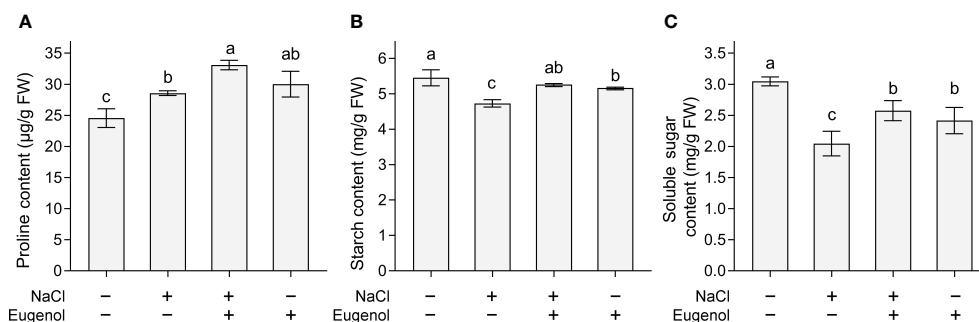 A
Proline content (µg/g FW)
35
30
25
20
15
10
5
0
c
b
a
ab
NaCl − + + −
Eugenol − − + +
B
Starch content (mg/g FW)
6
5
4
3
2
1
0
a
c
ab
b
NaCl − + + −
Eugenol − − + +
C
Soluble sugar
content (mg/g FW)
3.5
3.0
2.5
2.0
1.5
1.0
0.5
0.0
a
c
b
b
NaCl − + + −
Eugenol − − + +